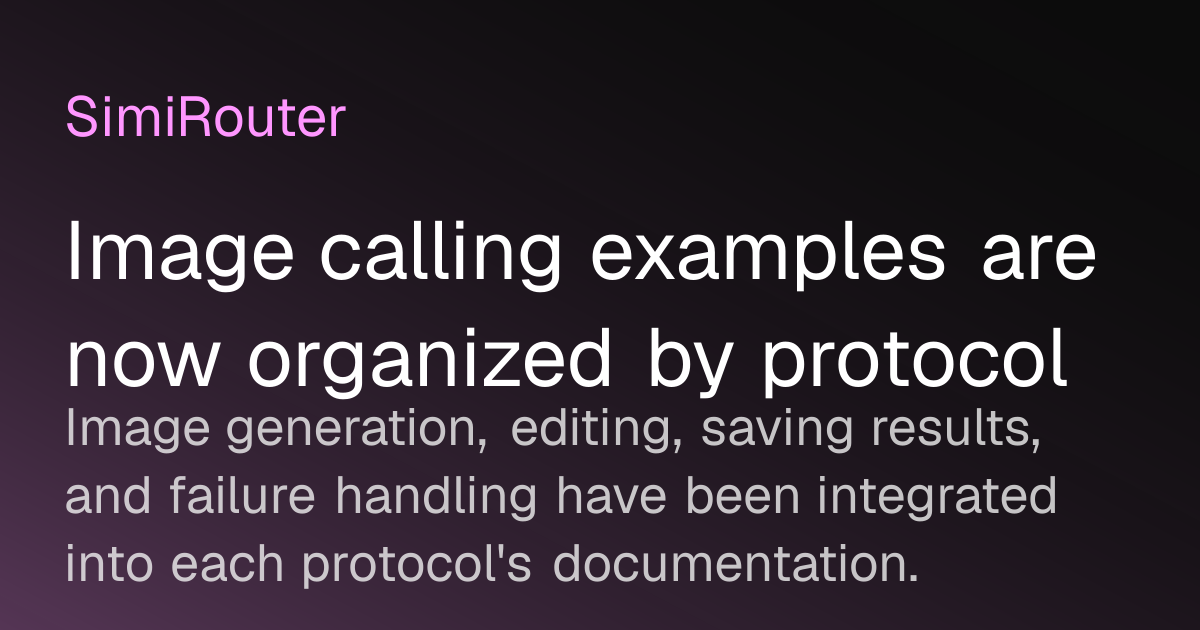 SimiRouter
Image calling examples are
now organized by protocol
Image generation, editing, saving results,
and failure handling have been integrated
into each protocol's documentation.